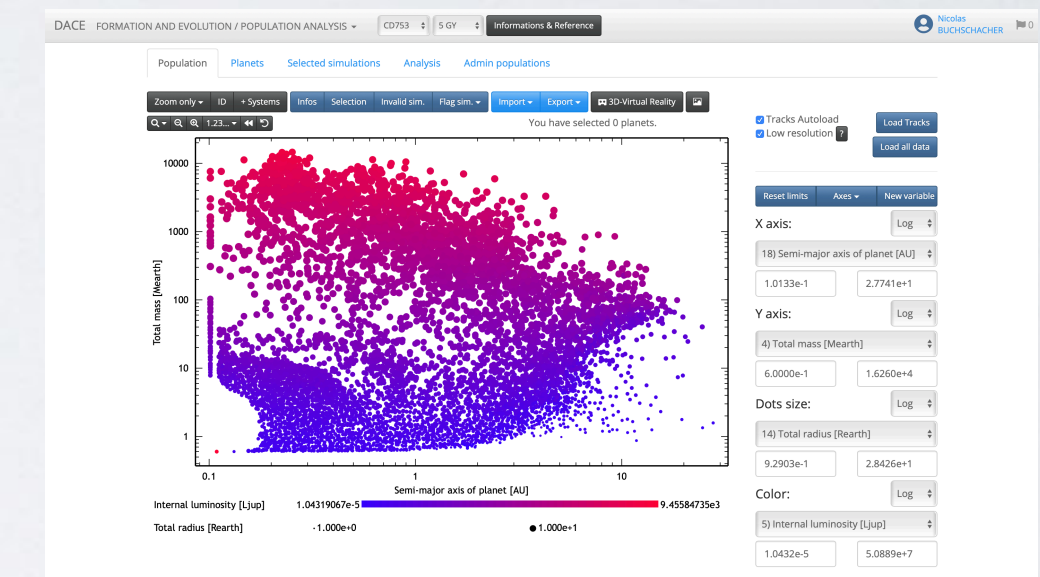 DACE FORMATION AND EVOLUTION / POPULATION ANALYSIS CD753 5 GY Informations & Reference Nicolas BUCHSCHACHER 0
Population Planets Selected simulations Analysis Admin populations
Zoom only ID + Systems Infos Selection Invalid sim. Flag sim. Import Export 3D-Virtual Reality
1.23... You have selected 0 planets.
Tracks Autoload Load Tracks
Low resolution ?
Load all data
Reset limits Axes New variable
X axis: Log
18) Semi-major axis of planet [AU]
1.0133e-1 2.7741e+1
Y axis: Log
4) Total mass [Mearth]
6.0000e-1 1.6260e+4
Dots size: Log
14) Total radius [Rearth]
9.2903e-1 2.8426e+1
Color: Log
5) Internal luminosity [Ljup]
1.0432e-5 5.0889e+7
Total mass [Mearth]
10000
1000
100
10
1
0.1 1 10
Semi-major axis of planet [AU]
Internal luminosity [Ljup] 1.04319067e-5 9.45584735e3
Total radius [Rearth] 1.000e+0 1.000e+1